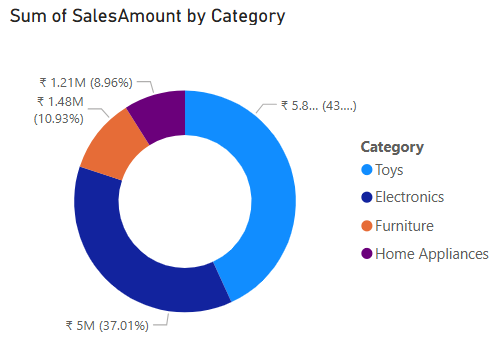 Sum of SalesAmount by Category
₹ 1.21M (8.96%)
₹ 1.48M
(10.93%)
₹ 5.8... (43....)
Category
Toys
Electronics
Furniture
Home Appliances
₹ 5M (37.01%)